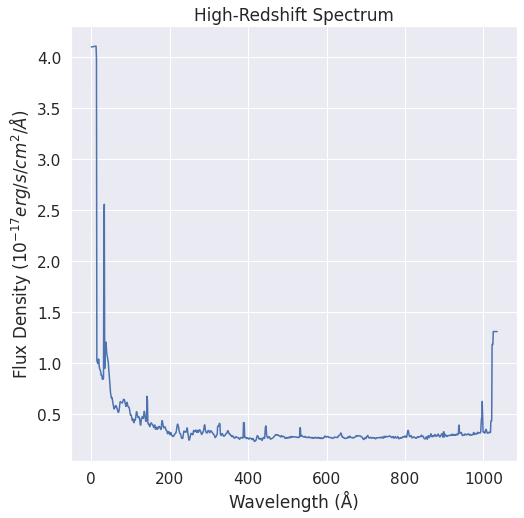 High-Redshift Spectrum
Flux Density (10⁻¹⁷erg/s/cm²/Å)
4.0
3.5
3.0
2.5
2.0
1.5
1.0
0.5
0 200 400 600 800 1000
Wavelength (Å)